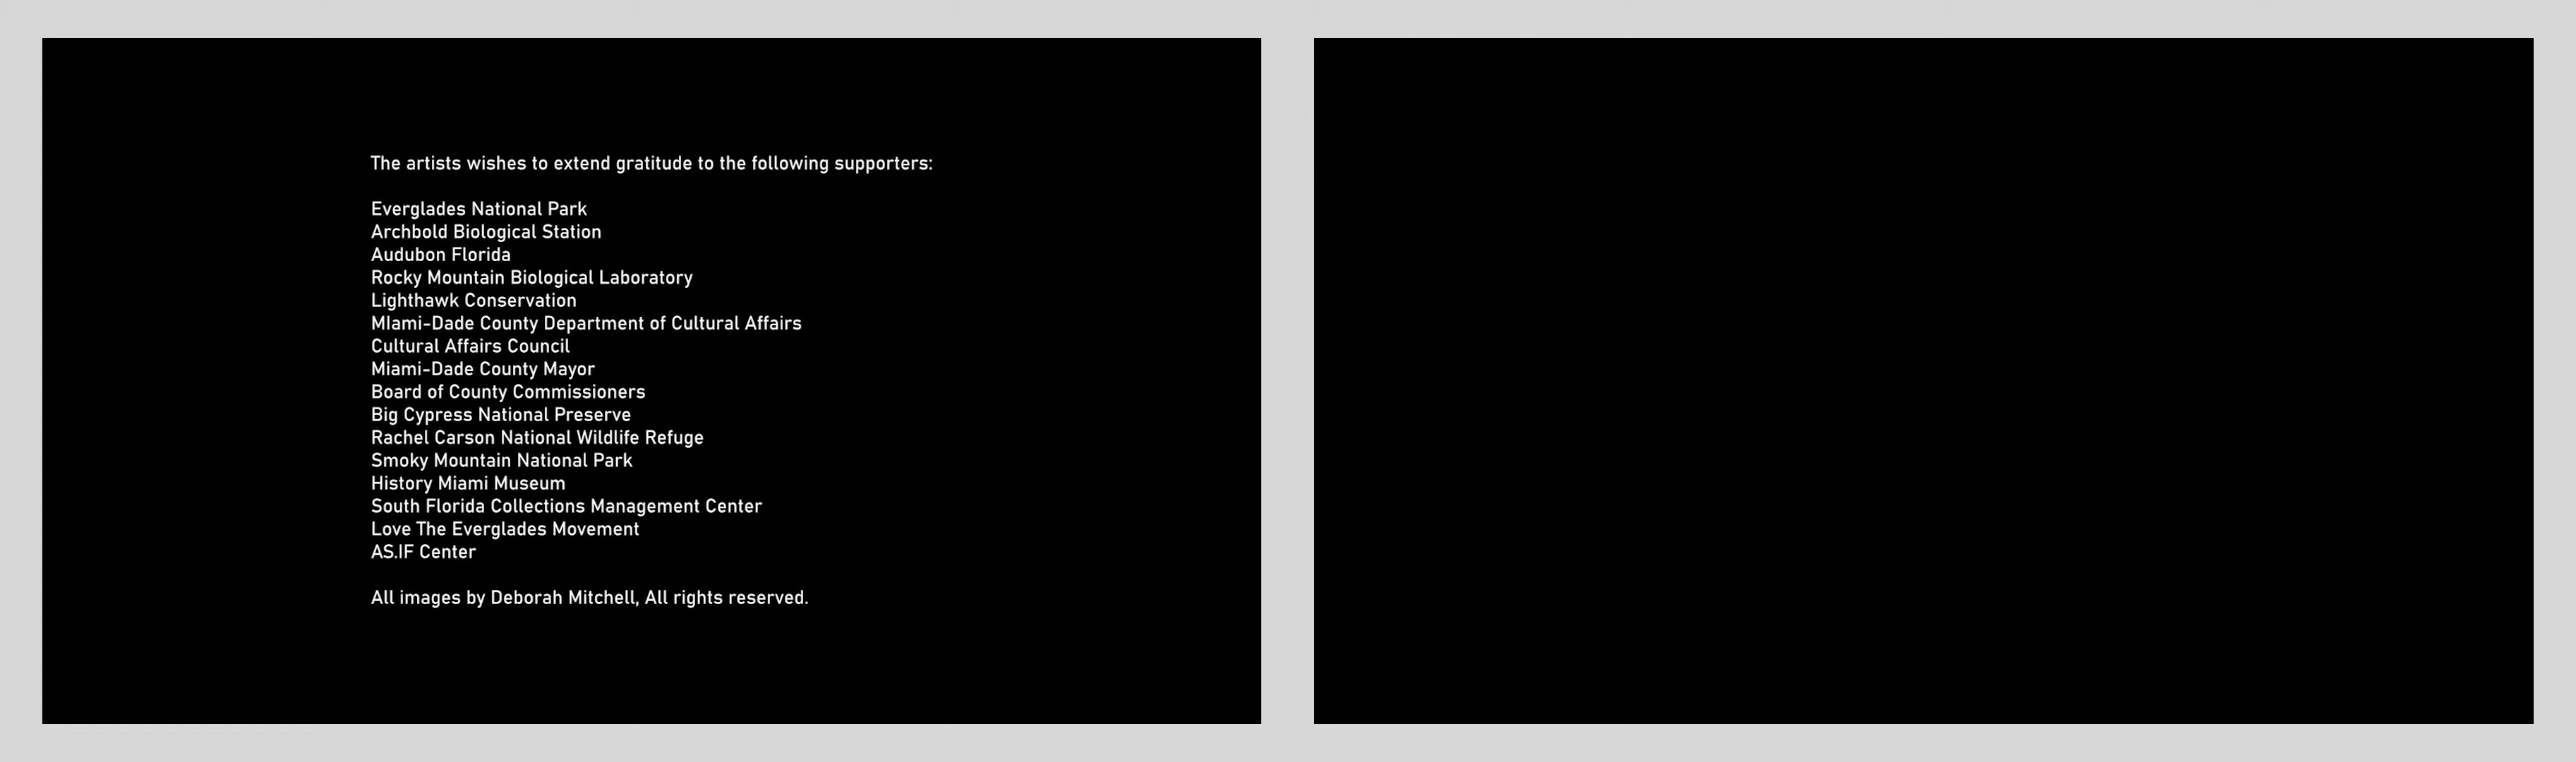 The artists wishes to extend gratitude to the following supporters:
Everglades National Park
Archbold Biological Station
Audubon Florida
Rocky Mountain Biological Laboratory
Lighthawk Conservation
MIami-Dade County Department of Cultural Affairs
Cultural Affairs Council
Miami-Dade County Mayor
Board of County Commissioners
Big Cypress National Preserve
Rachel Carson National Wildlife Refuge
Smoky Mountain National Park
History Miami Museum
South Florida Collections Management Center
Love The Everglades Movement
AS.IF Center
All images by Deborah Mitchell, All rights reserved.